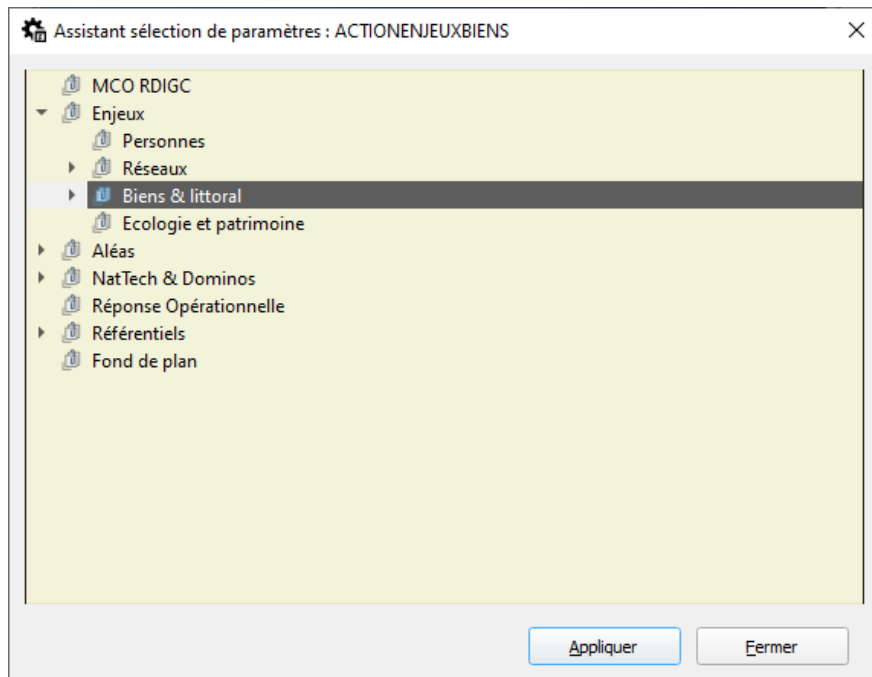 Assistant sélection de paramètres : ACTIONENJEUXBIENS
MCO RDIGC
Enjeux
Personnes
Réseaux
Biens & littoral
Ecologie et patrimoine
Aléas
NatTech & Dominos
Réponse Opérationnelle
Référentiels
Fond de plan
Appliquer Fermer